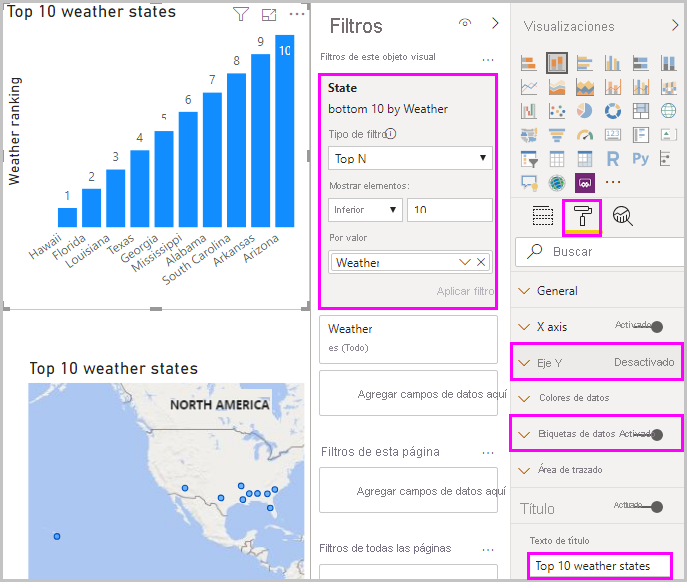 Top 10 weather states
Weather ranking
1
2
3
4
5
6
7
8
9
10
Hawaii
Florida
Louisiana
Texas
Georgia
Mississippi
Alabama
South Carolina
Arkansas
Arizona
Top 10 weather states
NORTH AMERICA
Filtros
Filtros de este objeto visual
State
bottom 10 by Weather
Tipo de filtro
Top N
Mostrar elementos:
Inferior
10
Por valor
Weather
Aplicar filtro
Weather
es (Todo)
Agregar campos de datos aquí
Filtros de esta página
Agregar campos de datos aquí
Filtros de todas las páginas
Visualizaciones
123
R
Py
Buscar
General
X axis Activado
Eje Y Desactivado
Colores de datos
Etiquetas de datos Activado
Área de trazado
Título Activado
Texto de título
Top 10 weather states